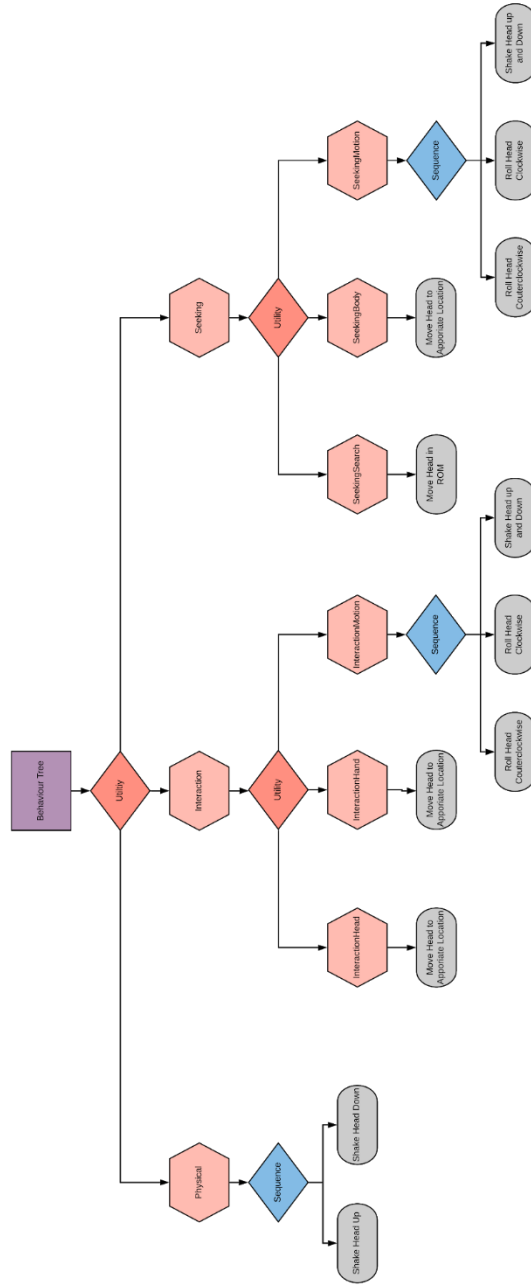 Behaviour Tree
Utility
Physical
Interaction
Seeking
Sequence
Utility
Utility
Shake Head Up
Shake Head Down
InteractionHead
InteractionHand
InteractionMotion
SeekingSearch
SeekingBody
SeekingMotion
Move Head to
Apporiate Location
Move Head to
Apporiate Location
Sequence
Move Head in
ROM
Move Head to
Apporiate Location
Sequence
Roll Head
Couterclockwise
Roll Head
Clockwise
Shake Head up
and Down
Roll Head
Couterclockwise
Roll Head
Clockwise
Shake Head up
and Down